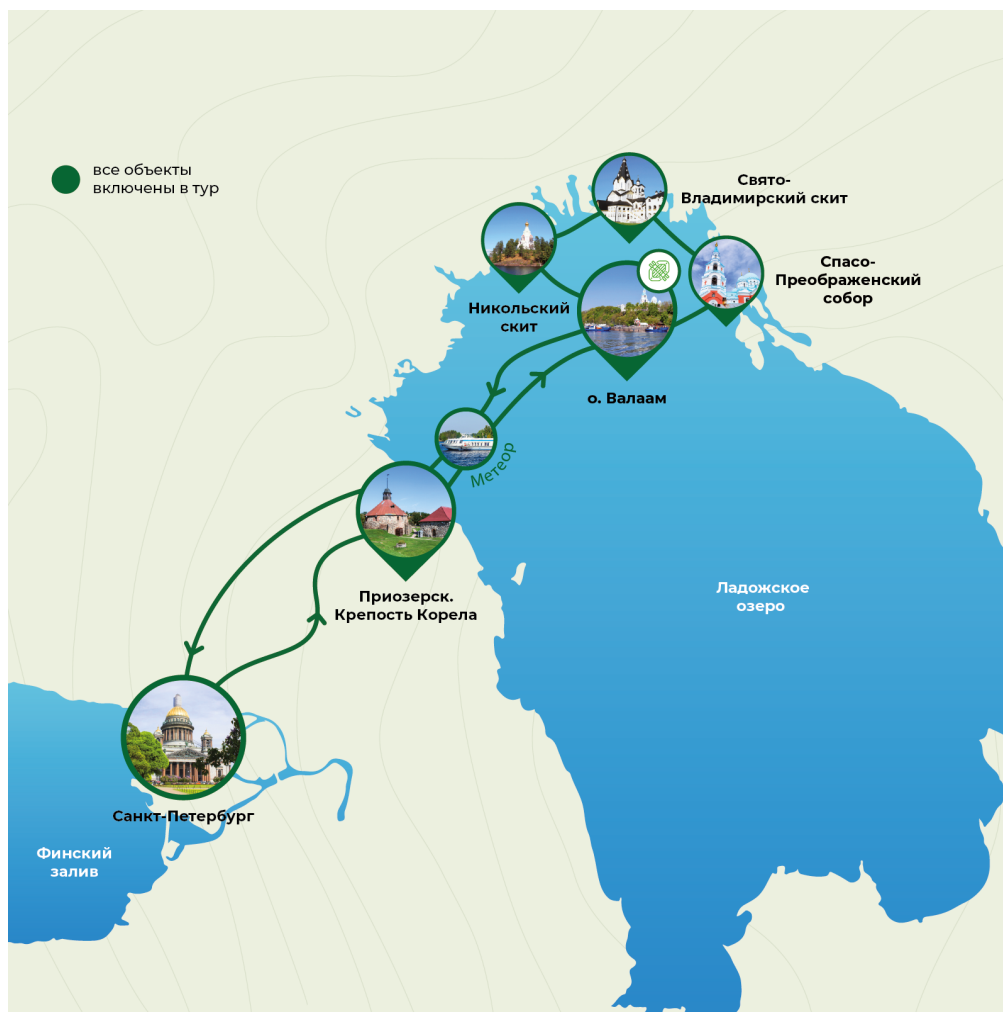 все объекты
включены в тур
Свято-
Владимирский скит
Спасо-
Преображенский
собор
Никольский
скит
о. Валаам
Метеор
Приозерск.
Крепость Корела
Ладожское
озеро
Санкт-Петербург
Финский
залив